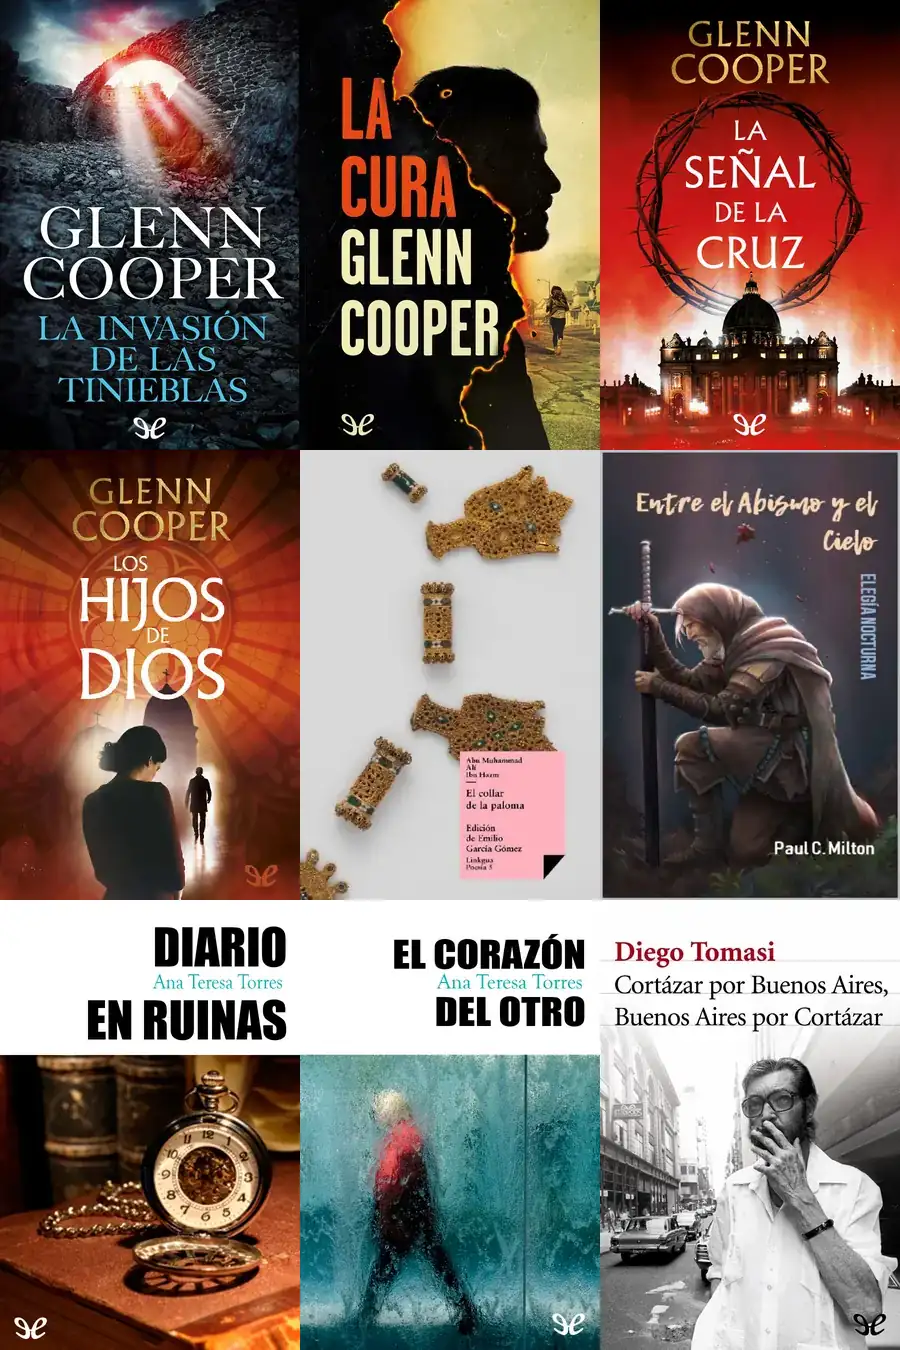 GLENN
COOPER
LA INVASIÓN
DE LAS
TINIEBLAS
LA
CURA
GLENN
COOPER
GLENN
COOPER
LA
SEÑAL
DE LA
CRUZ
GLENN
COOPER
LOS
HIJOS
DE
DIOS
Abu Muhammad
Alí
Ibn Hazm
El collar
de la paloma
Edición
de Emilio
García Gómez
Linkgua
Poesía 5
Entre el Abismo y el
Cielo
ELEGÍA NOCTURNA
Paul C. Milton
DIARIO
Ana Teresa Torres
EN RUINAS
EL CORAZÓN
Ana Teresa Torres
DEL OTRO
Diego Tomasi
Cortázar por Buenos Aires,
Buenos Aires por Cortázar